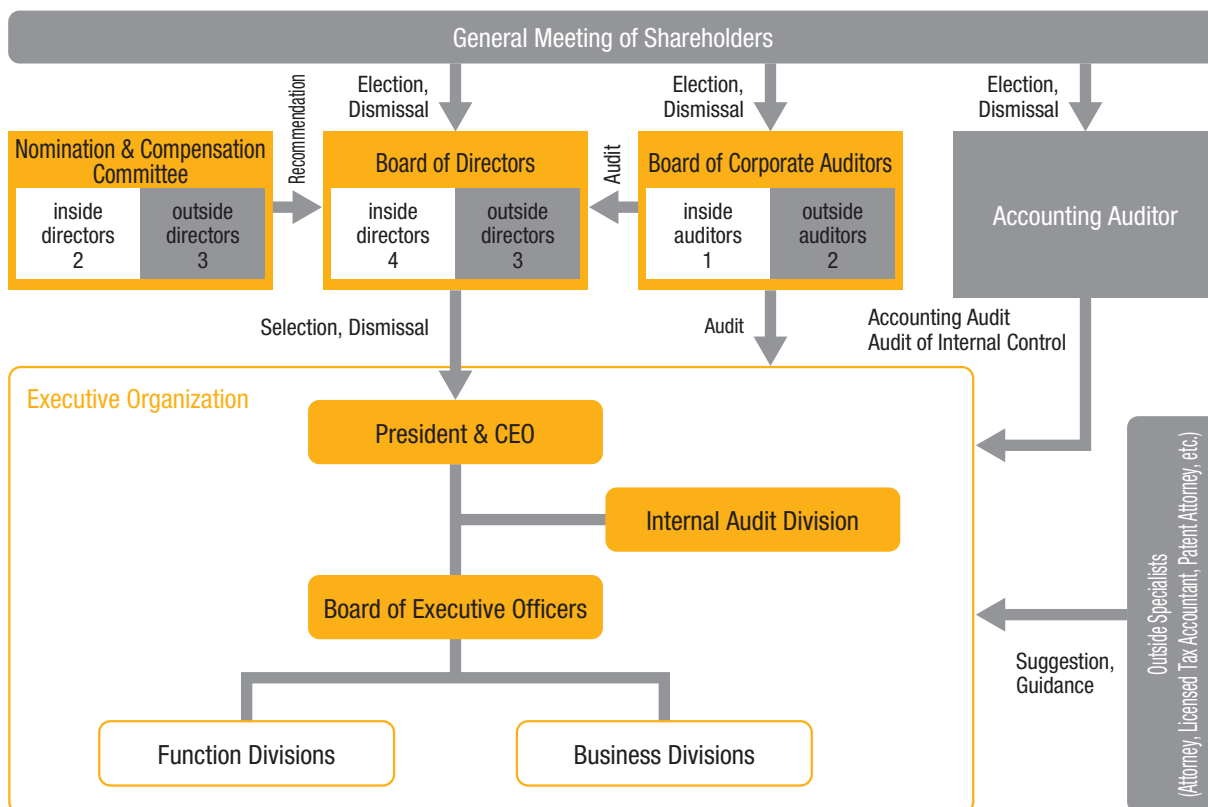 General Meeting of Shareholders
Election,
Dismissal
Election,
Dismissal
Election,
Dismissal
Recommendation
Nomination & Compensation
Committee
inside
directors
2
outside
directors
3
Board of Directors
inside
directors
4
outside
directors
3
Audit
Board of Corporate Auditors
inside
auditors
1
outside
auditors
2
Accounting Auditor
Selection, Dismissal
Audit
Accounting Audit
Audit of Internal Control
Executive Organization
President & CEO
Internal Audit Division
Board of Executive Officers
Function Divisions
Business Divisions
Suggestion,
Guidance
Outside Specialists
(Attorney, Licensed Tax Accountant, Patent Attorney, etc.)